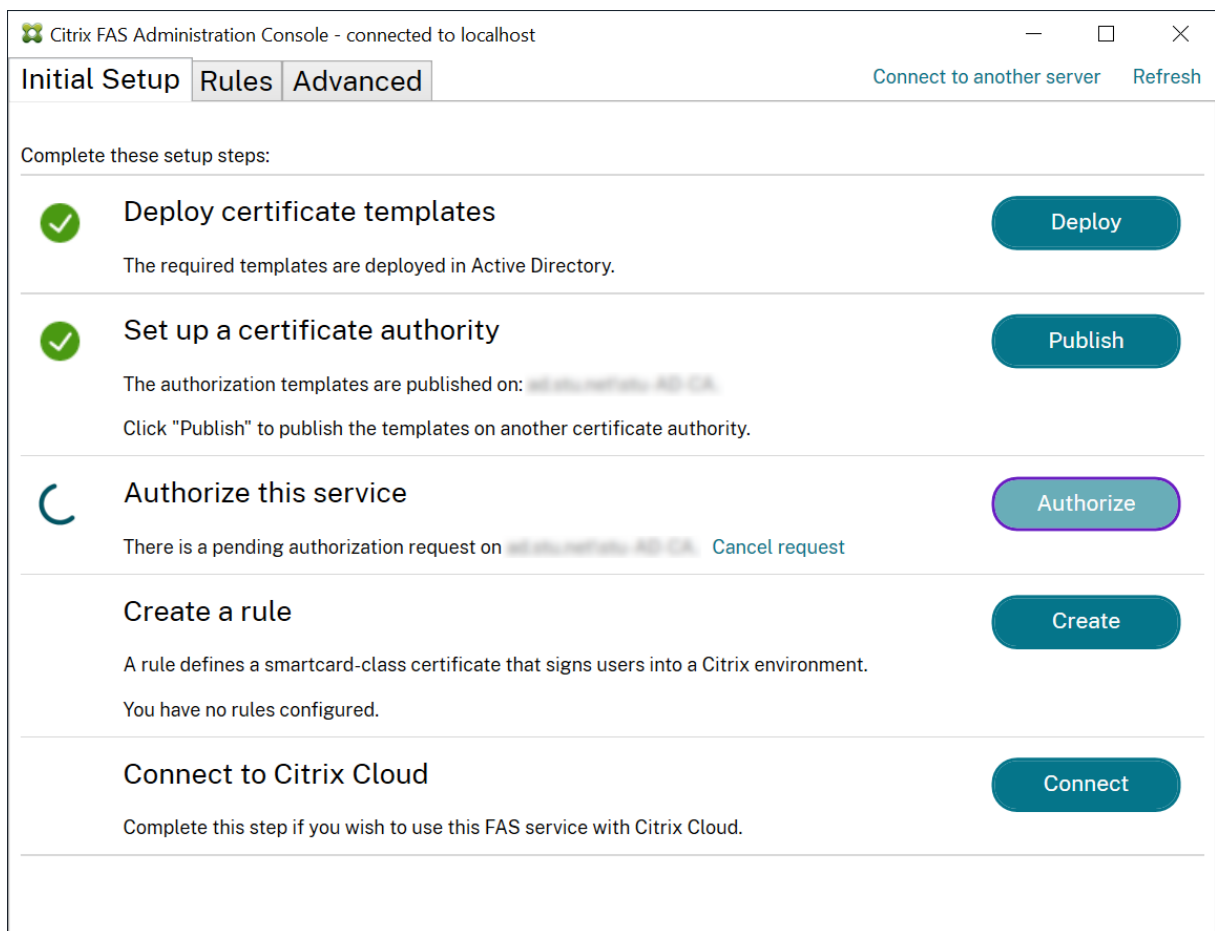 Citrix FAS Administration Console - connected to localhost
Initial Setup Rules Advanced Connect to another server Refresh
Complete these setup steps:
Deploy certificate templates
Deploy
The required templates are deployed in Active Directory.
Set up a certificate authority
Publish
The authorization templates are published on:
Click "Publish" to publish the templates on another certificate authority.
Authorize this service
Authorize
There is a pending authorization request on Cancel request
Create a rule
Create
A rule defines a smartcard-class certificate that signs users into a Citrix environment.
You have no rules configured.
Connect to Citrix Cloud
Connect
Complete this step if you wish to use this FAS service with Citrix Cloud.